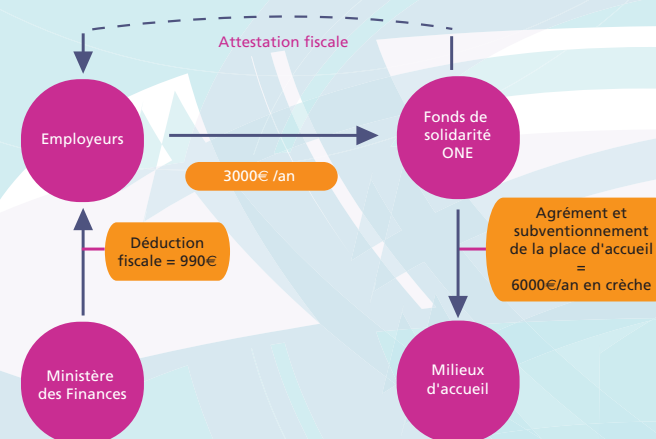 Attestation fiscale
Employeurs
3000€ /an
Fonds de
solidarité
ONE
Déduction
fiscale = 990€
Agrément et
subventionnement
de la place d'accueil
=
6000€/an en crèche
Ministère
des Finances
Milieux
d'accueil